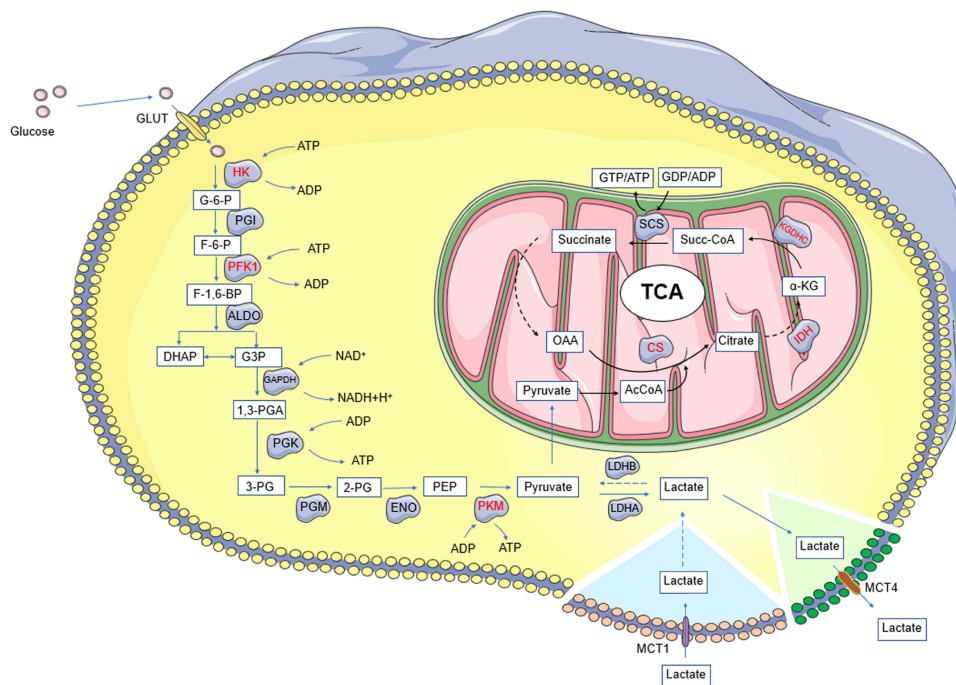 Glucose
GLUT
ATP
HK
ADP
G-6-P
PGI
F-6-P
ATP
PFK1
ADP
F-1,6-BP
ALDO
DHAP
G3P
NAD⁺
GAPDH
NADH+H⁺
1,3-PGA
ADP
PGK
ATP
3-PG
2-PG
PEP
Pyruvate
PGM
ENO
PKM
ADP
ATP
GTP/ATP
GDP/ADP
SCS
KGDHC
Succinate
Succ-CoA
TCA
α-KG
OAA
CS
Citrate
IDH
Pyruvate
AcCoA
LDHB
LDHA
Lactate
Lactate
MCT4
Lactate
Lactate
MCT1
Lactate